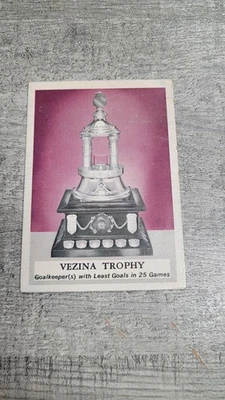 VEZINA TROPHY
Goalkeeper(s) with Least Goals in 25 Games